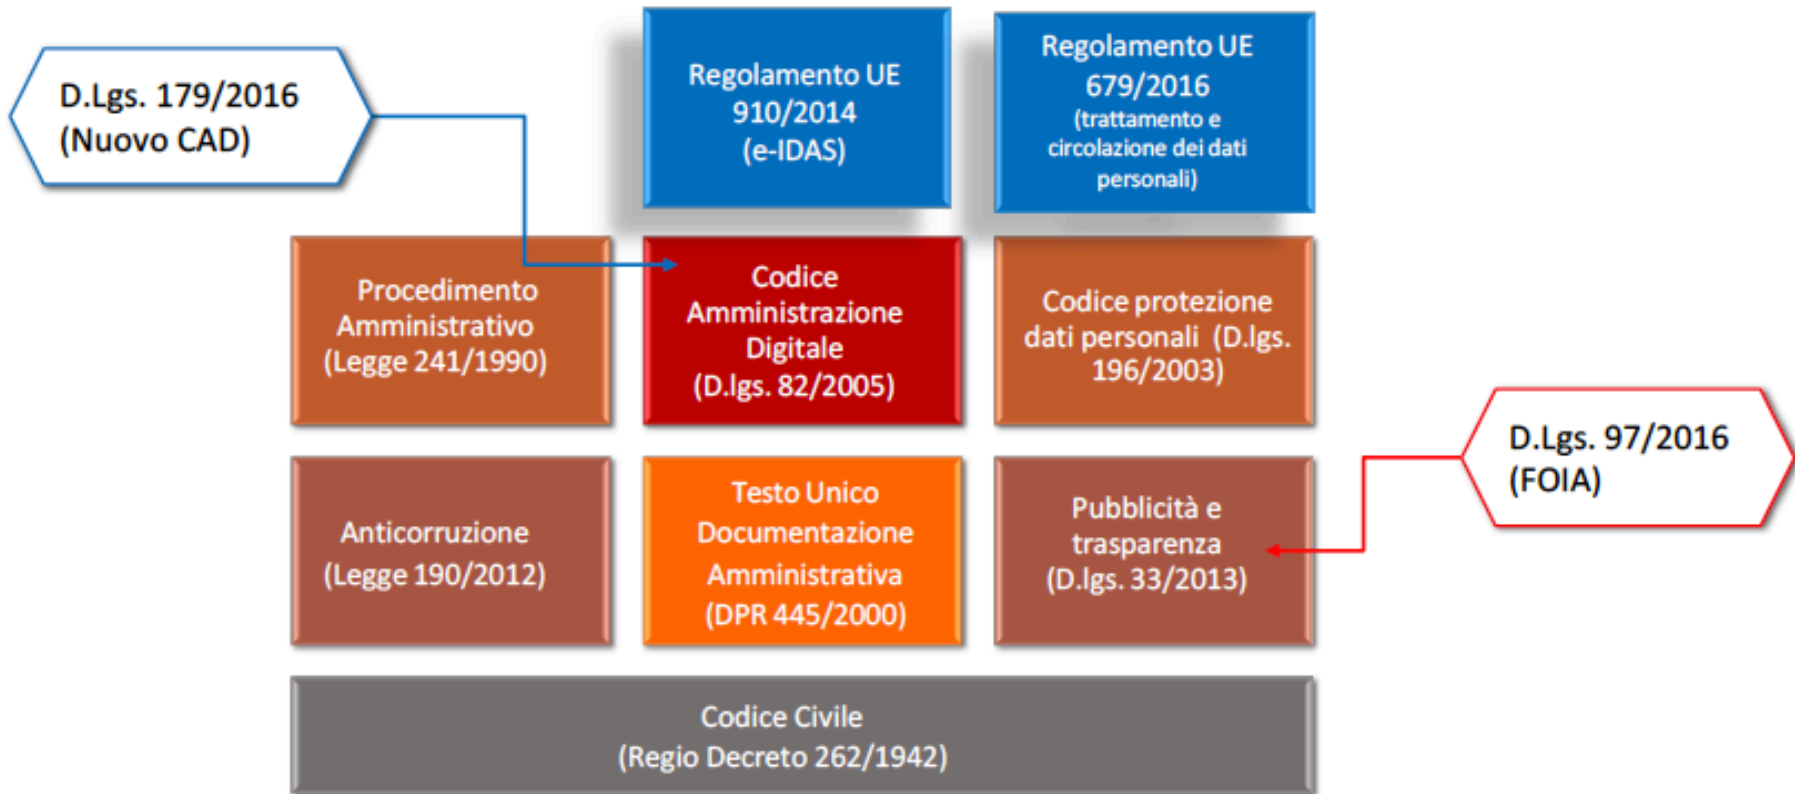 D.Lgs. 179/2016
(Nuovo CAD)
Regolamento UE
910/2014
(e-IDAS)
Regolamento UE
679/2016
(trattamento e
circolazione dei dati
personali)
Procedimento
Amministrativo
(Legge 241/1990)
Codice
Amministrazione
Digitale
(D.lgs. 82/2005)
Codice protezione
dati personali (D.lgs.
196/2003)
D.Lgs. 97/2016
(FOIA)
Anticorruzione
(Legge 190/2012)
Testo Unico
Documentazione
Amministrativa
(DPR 445/2000)
Pubblicità e
trasparenza
(D.lgs. 33/2013)
Codice Civile
(Regio Decreto 262/1942)